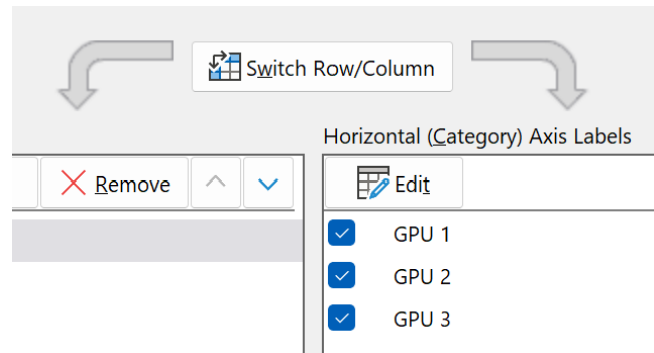 Switch Row/Column
Horizontal (Category) Axis Labels
Remove
Edit
GPU 1
GPU 2
GPU 3